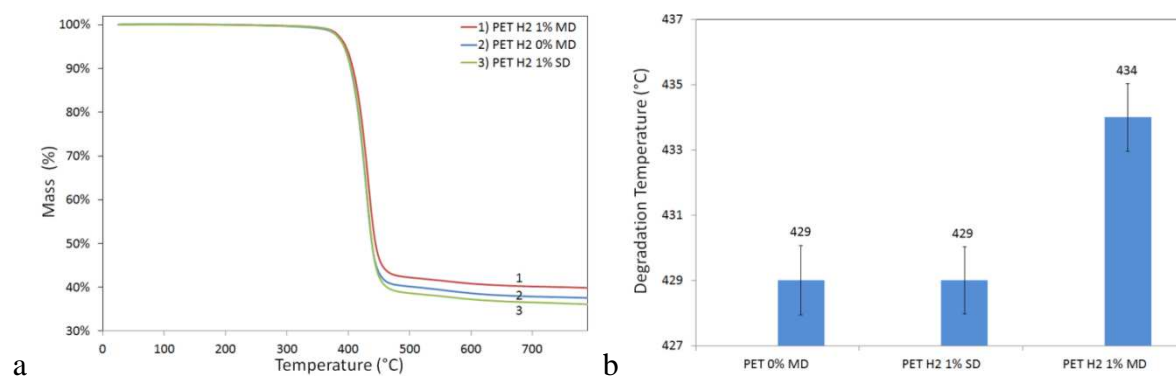 100%
90%
80%
70%
60%
50%
40%
30%
Mass (%)
0 100 200 300 400 500 600 700
Temperature (°C)
1) PET H2 1% MD
2) PET H2 0% MD
3) PET H2 1% SD
1
2
3
a
437
435
433
431
429
427
Degradation Temperature (°C)
429
429
434
PET 0% MD PET H2 1% SD PET H2 1% MD
b